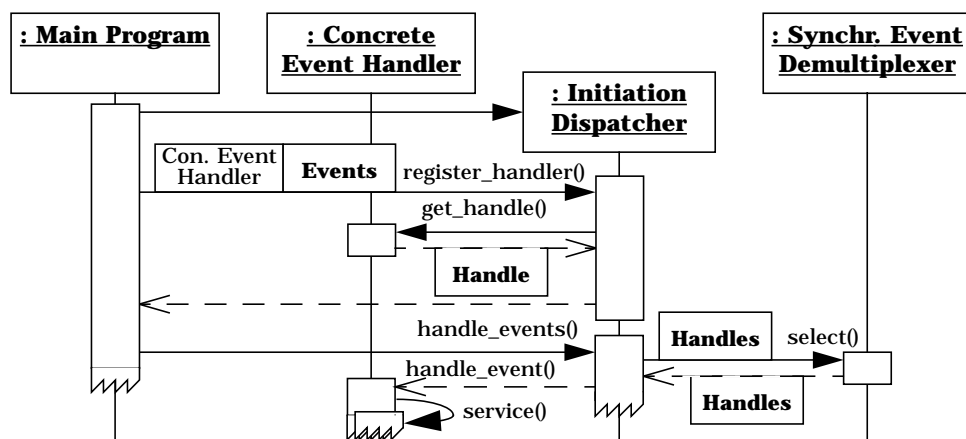 : Main Program
: Concrete
Event Handler
: Synchr. Event
Demultiplexer
: Initiation
Dispatcher
Con. Event
Handler
Events
register_handler()
get_handle()
Handle
handle_events()
Handles
select()
handle_event()
Handles
service()